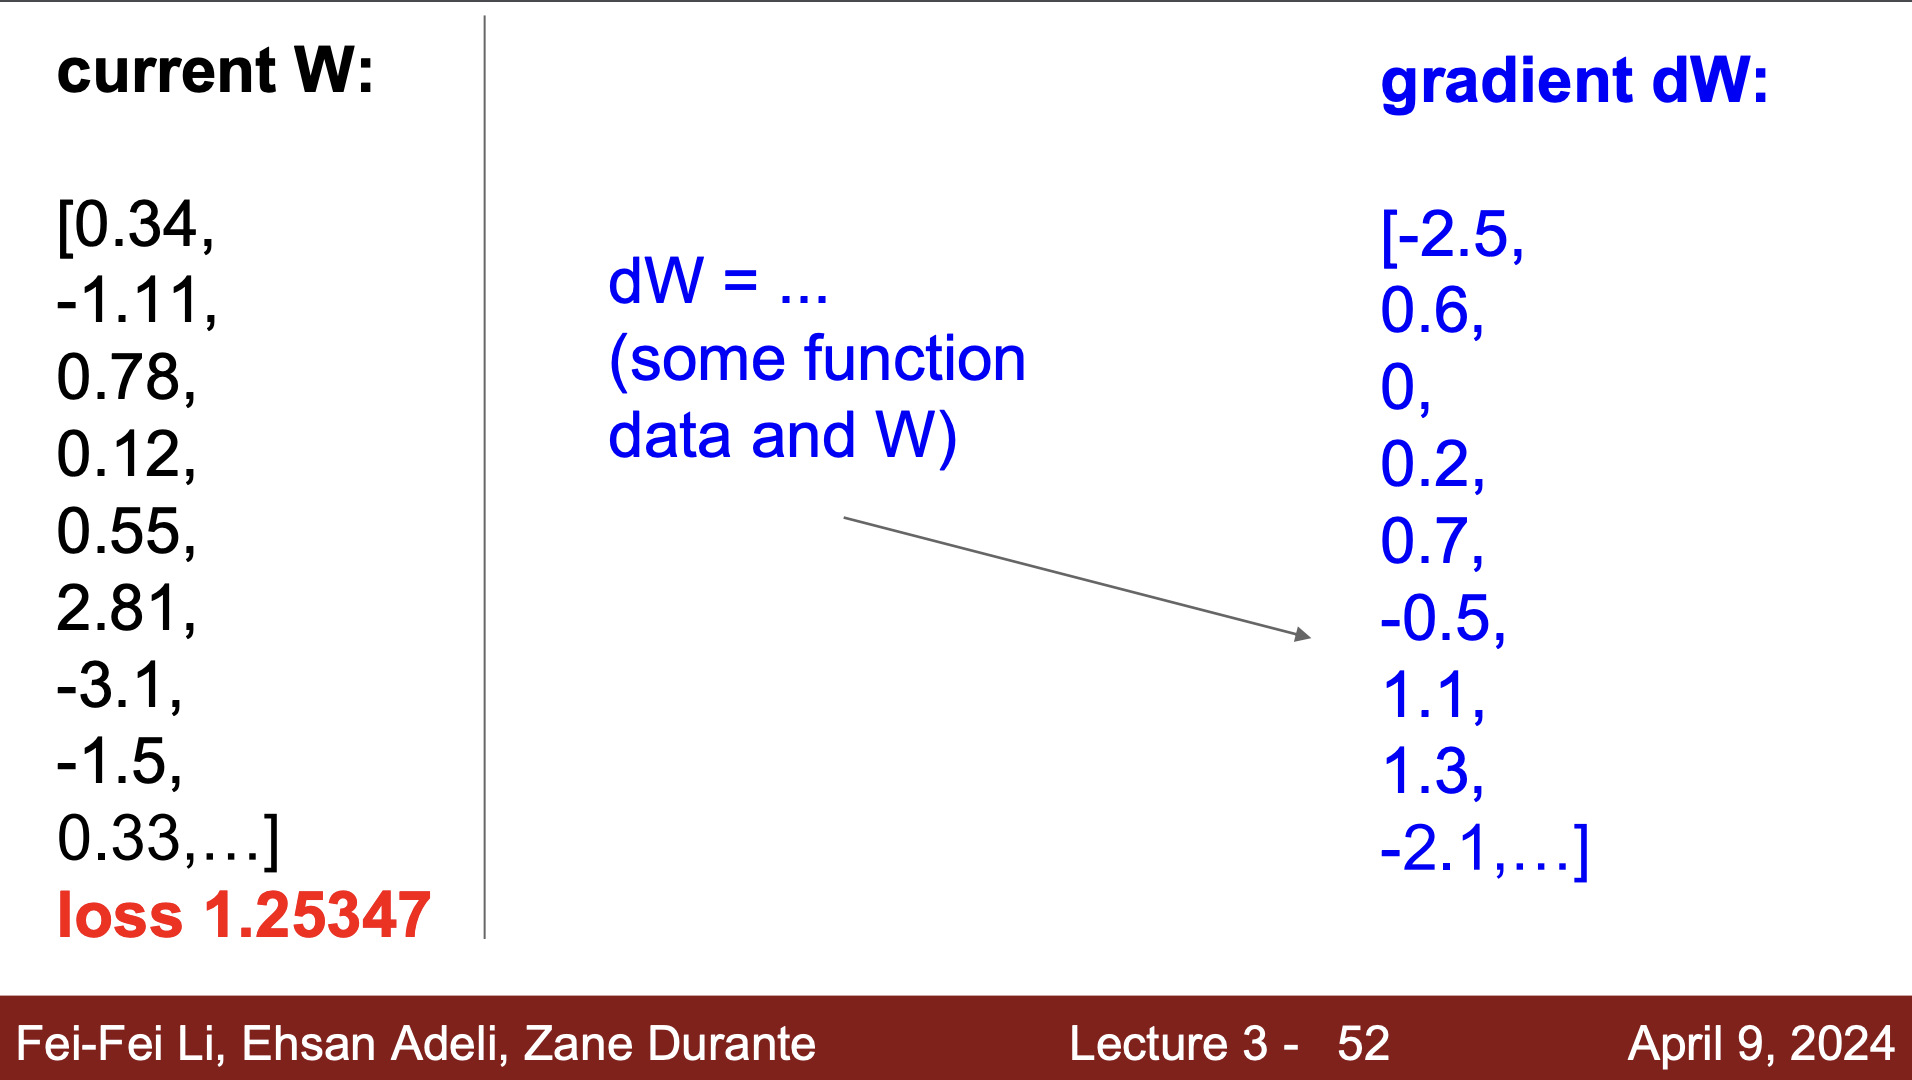 current W:
[0.34,
-1.11,
0.78,
0.12,
0.55,
2.81,
-3.1,
-1.5,
0.33,…]
loss 1.25347
dW = ...
(some function
data and W)
gradient dW:
[-2.5,
0.6,
0,
0.2,
0.7,
-0.5,
1.1,
1.3,
-2.1,…]
Fei-Fei Li, Ehsan Adeli, Zane Durante
Lecture 3 - 52
April 9, 2024